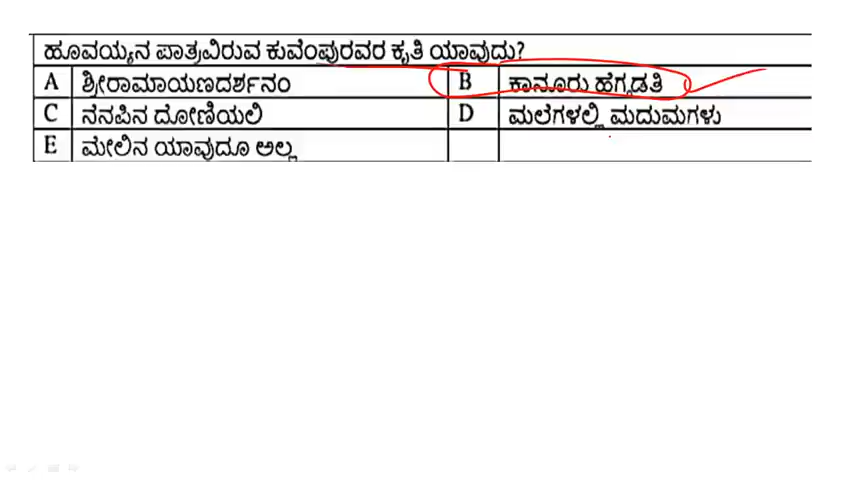 ಹೂವಯ್ಯನ ಪಾತ್ರವಿರುವ ಕುವೆಂಪುರವರ ಕೃತಿ ಯಾವುದು?
A ಶ್ರೀರಾಮಾಯಣದರ್ಶನಂ B ಕಾನೂರು ಹೆಗ್ಗಡತಿ
C ನೆನಪಿನ ದೋಣಿಯಲಿ D ಮಲೆಗಳಲ್ಲಿ ಮದುಮಗಳು
E ಮೇಲಿನ ಯಾವುದೂ ಅಲ್ಲ